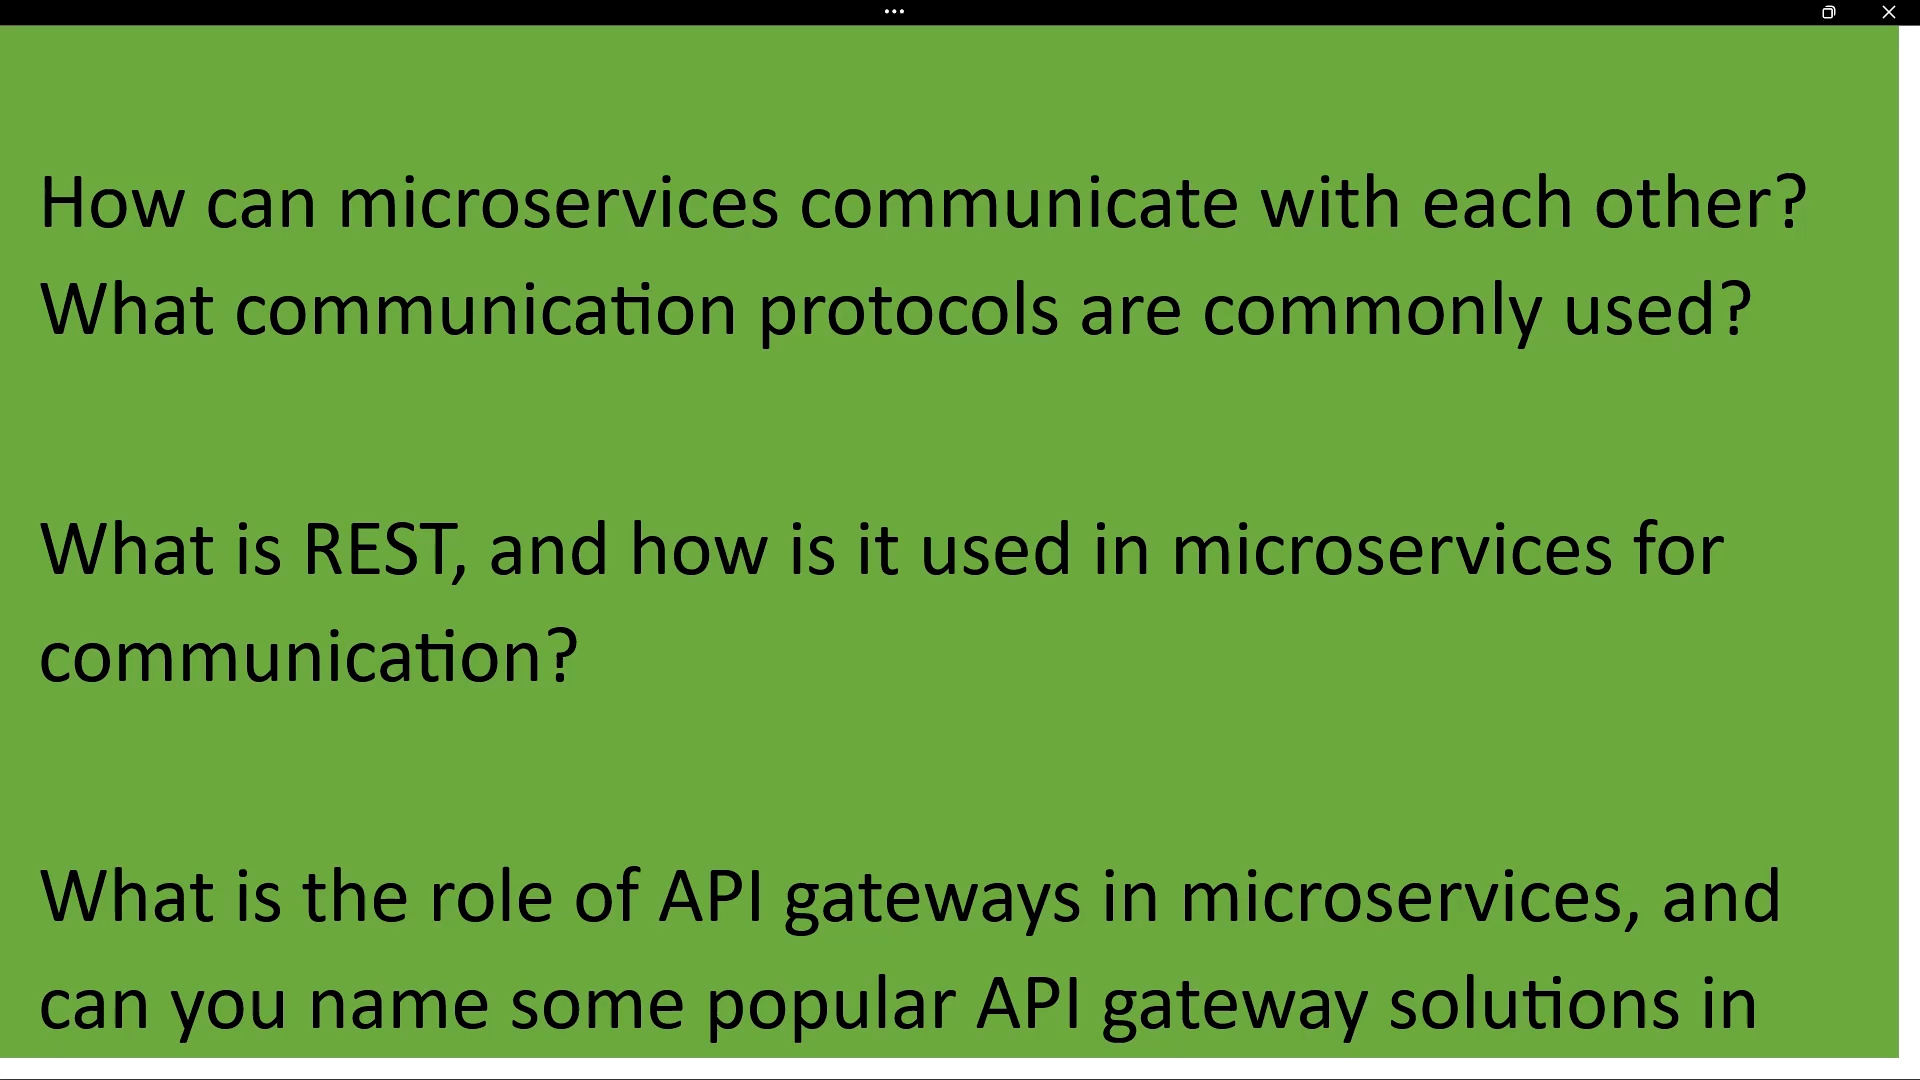 How can microservices communicate with each other?
What communication protocols are commonly used?
What is REST, and how is it used in microservices for
communication?
What is the role of API gateways in microservices, and
can you name some popular API gateway solutions in